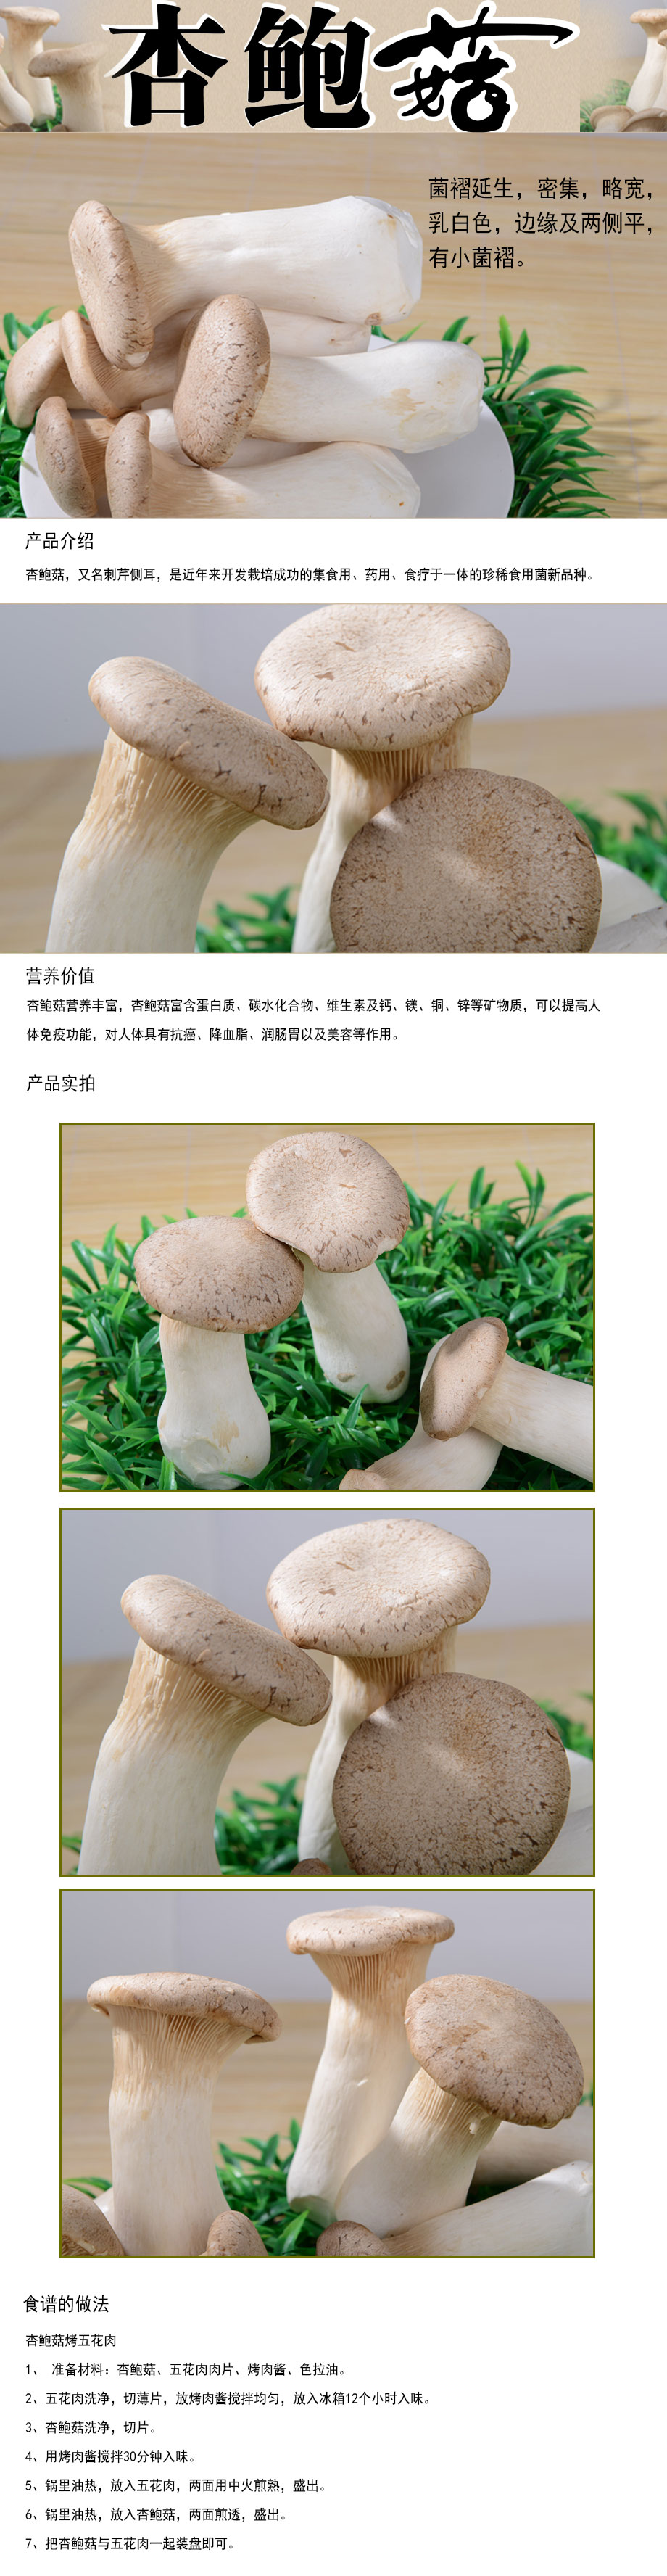 杏鲍菇
菌褶延生，密集，略宽，
乳白色，边缘及两侧平，
有小菌褶。
产品介绍
杏鲍菇，又名刺芹侧耳，是近年来开发栽培成功的集食用、药用、食疗于一体的珍稀食用菌新品种。
营养价值
杏鲍菇营养丰富，杏鲍菇富含蛋白质、碳水化合物、维生素及钙、镁、铜、锌等矿物质，可以提高人
体免疫功能，对人体具有抗癌、降血脂、润肠胃以及美容等作用。
产品实拍
食谱的做法
杏鲍菇烤五花肉
1、 准备材料：杏鲍菇、五花肉肉片、烤肉酱、色拉油。
2、五花肉洗净，切薄片，放烤肉酱搅拌均匀，放入冰箱12个小时入味。
3、杏鲍菇洗净，切片。
4、用烤肉酱搅拌30分钟入味。
5、锅里油热，放入五花肉，两面用中火煎熟，盛出。
6、锅里油热，放入杏鲍菇，两面煎透，盛出。
7、把杏鲍菇与五花肉一起装盘即可。